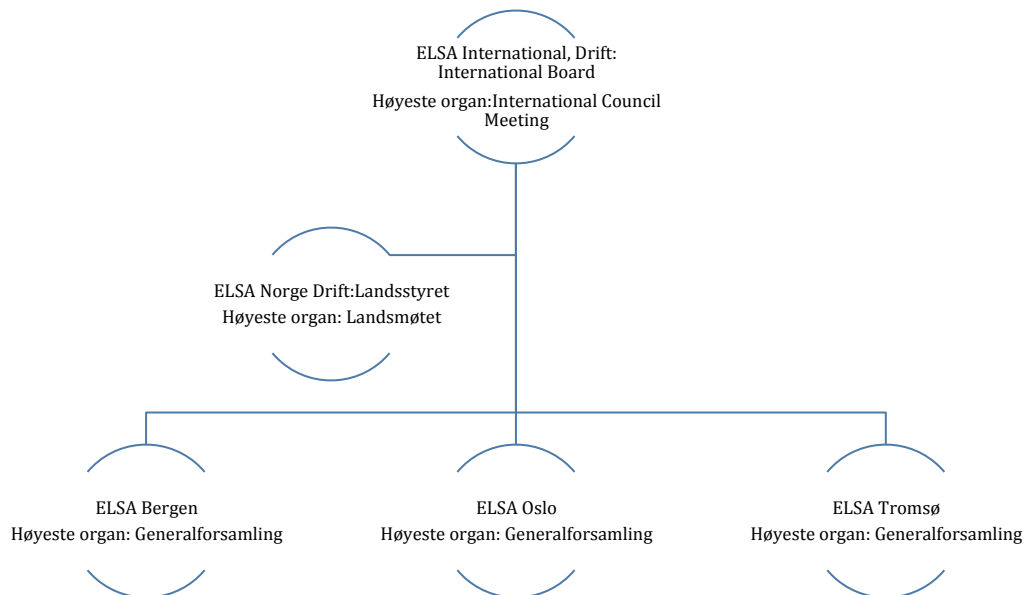 ELSA International, Drift:
International Board
Høyeste organ:International Council
Meeting
ELSA Norge Drift:Landsstyret
Høyeste organ: Landsmøtet
ELSA Bergen
Høyeste organ: Generalforsamling
ELSA Oslo
Høyeste organ: Generalforsamling
ELSA Tromsø
Høyeste organ: Generalforsamling